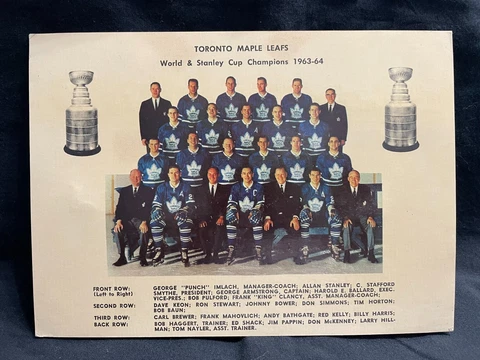 TORONTO MAPLE LEAFS
World & Stanley Cup Champions 1963-64
FRONT ROW: GEORGE "PUNCH" IMLACH, MANAGER-COACH; ALLAN STANLEY; C. STAFFORD
(Left to Right) SMYTHE, PRESIDENT; GEORGE ARMSTRONG, CAPTAIN; HAROLD E. BALLARD, EXEC.
VICE-PRES.; BOB PULFORD; FRANK "KING" CLANCY, ASST. MANAGER-COACH;
SECOND ROW: DAVE KEON; RON STEWART; JOHNNY BOWER; DON SIMMONS; TIM HORTON;
BOB BAUN;
THIRD ROW: CARL BREWER; FRANK MAHOVLICH; ANDY BATHGATE; RED KELLY; BILLY HARRIS;
BACK ROW: BOB HAGGERT, TRAINER; ED SHACK; JIM PAPPIN; DON McKENNEY; LARRY HILL-
MAN; TOM NAYLER, ASST. TRAINER.